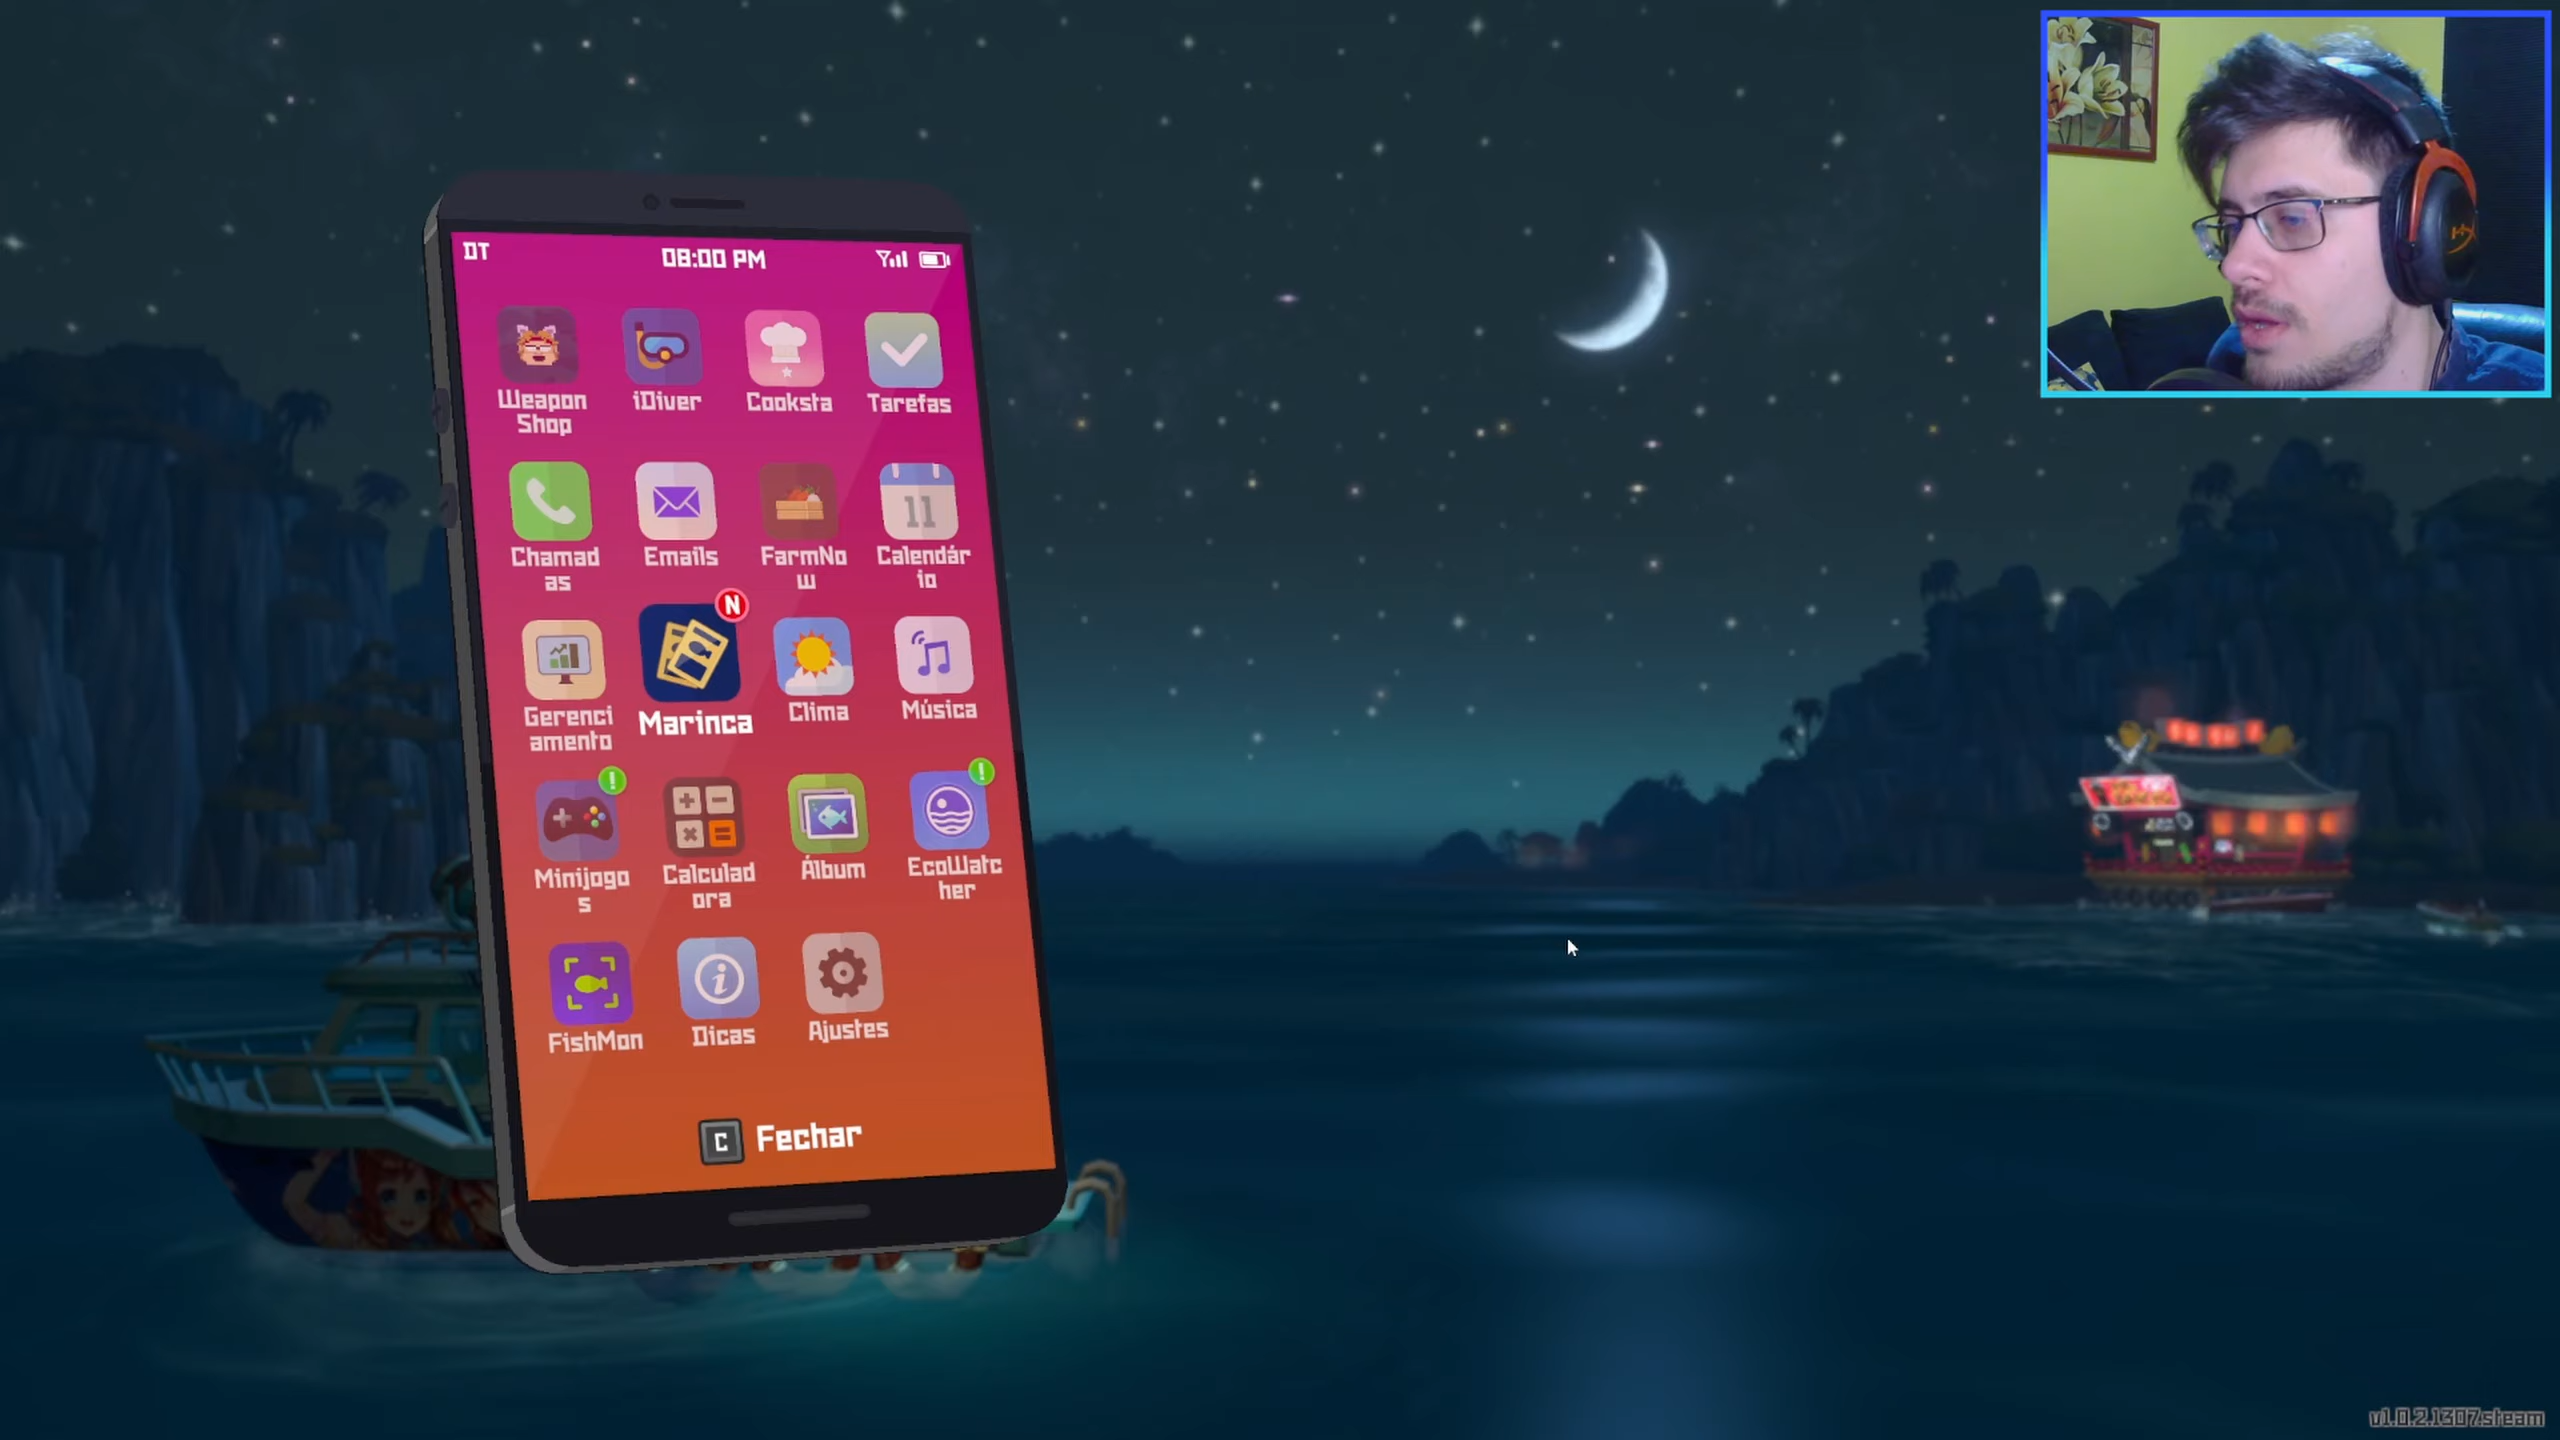 DT
08:00 PM
Weapon
Shop
iDiver
Cooksta
Tarefas
Chamad
as
Emails
FarmNo
w
11
Calendár
io
Gerenci
amento
N
Marinca
Clima
Música
!
Minijogo
s
Calculad
ora
Álbum
!
EcoWatc
her
FishMon
Dicas
Ajustes
C Fechar
v1.0.2.1307.steam